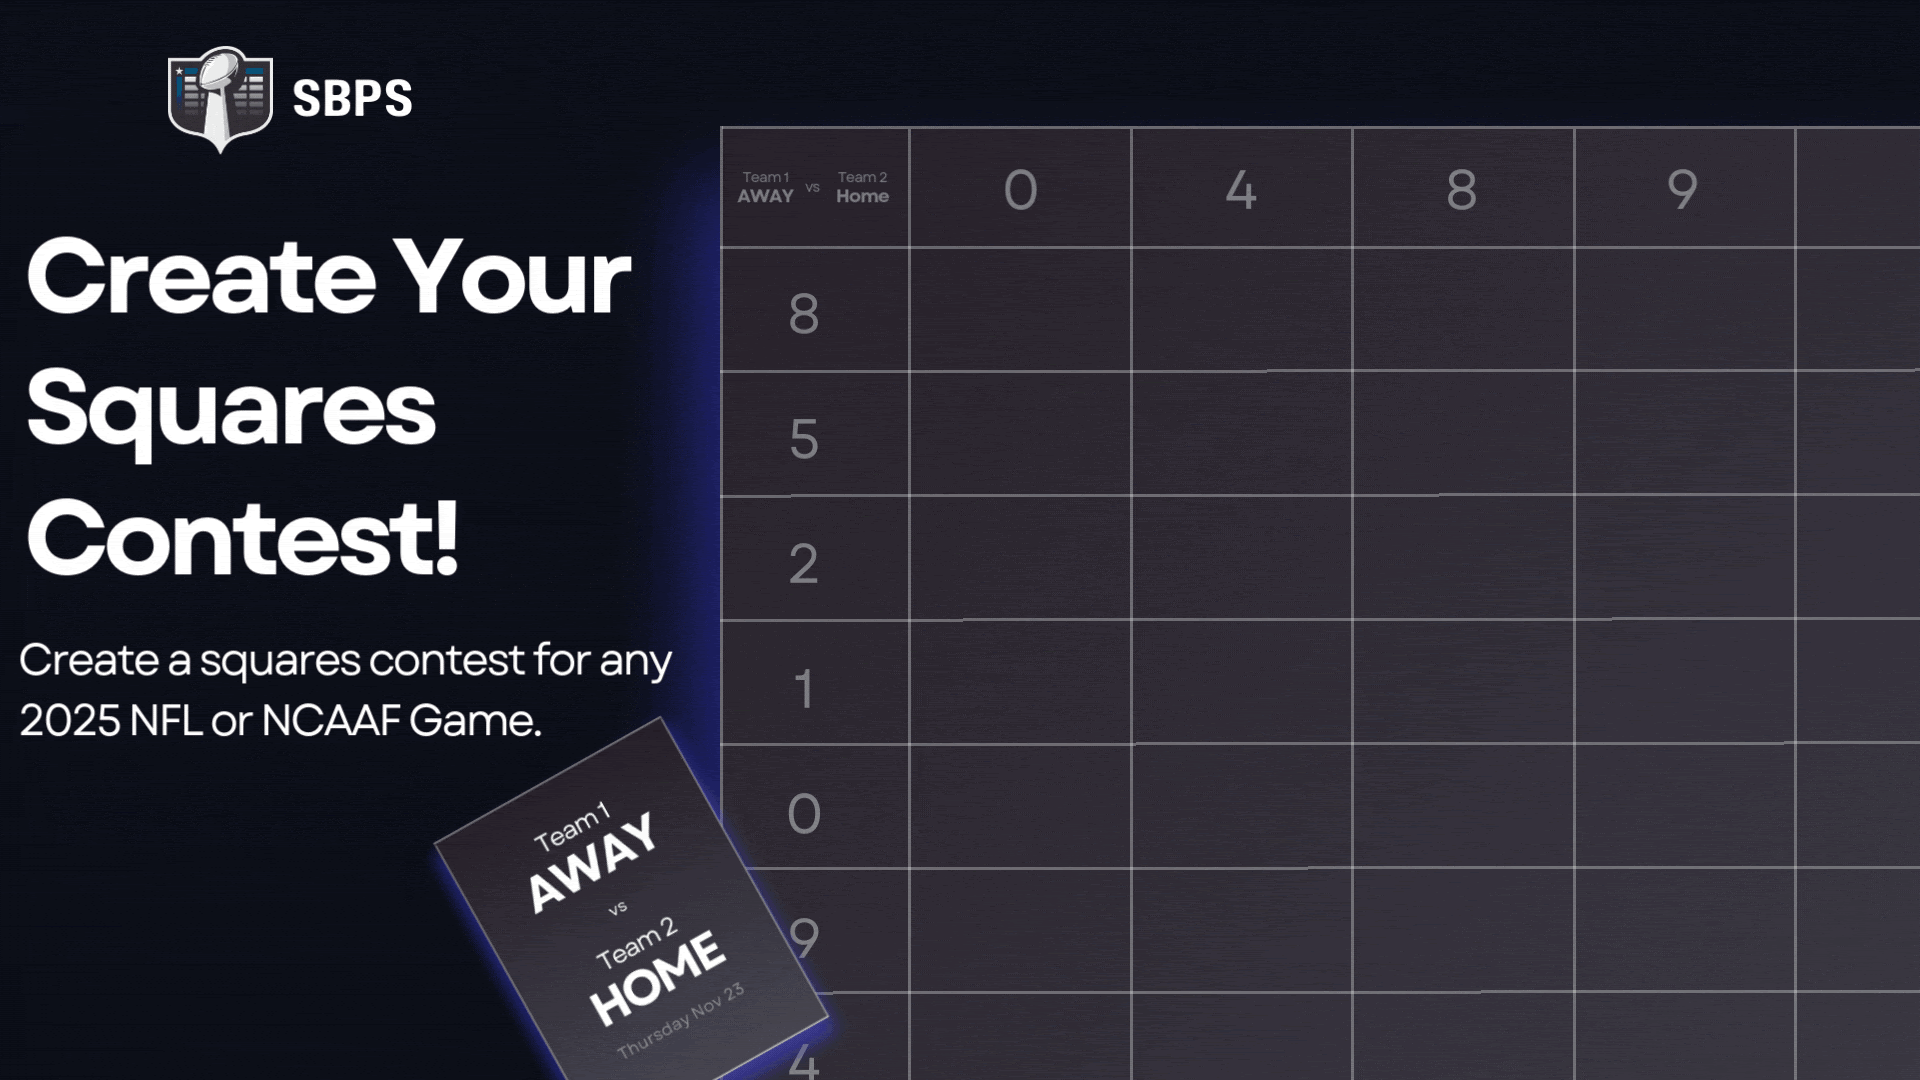 SBPS
Create Your
Squares
Contest!
Create a squares contest for any
2025 NFL or NCAAF Game.
Team 1 Team 2
AWAY vs Home
0 4 8 9
8
5
2
1
0
9
4
Team 1
AWAY
vs
Team 2
HOME
Thursday Nov 23